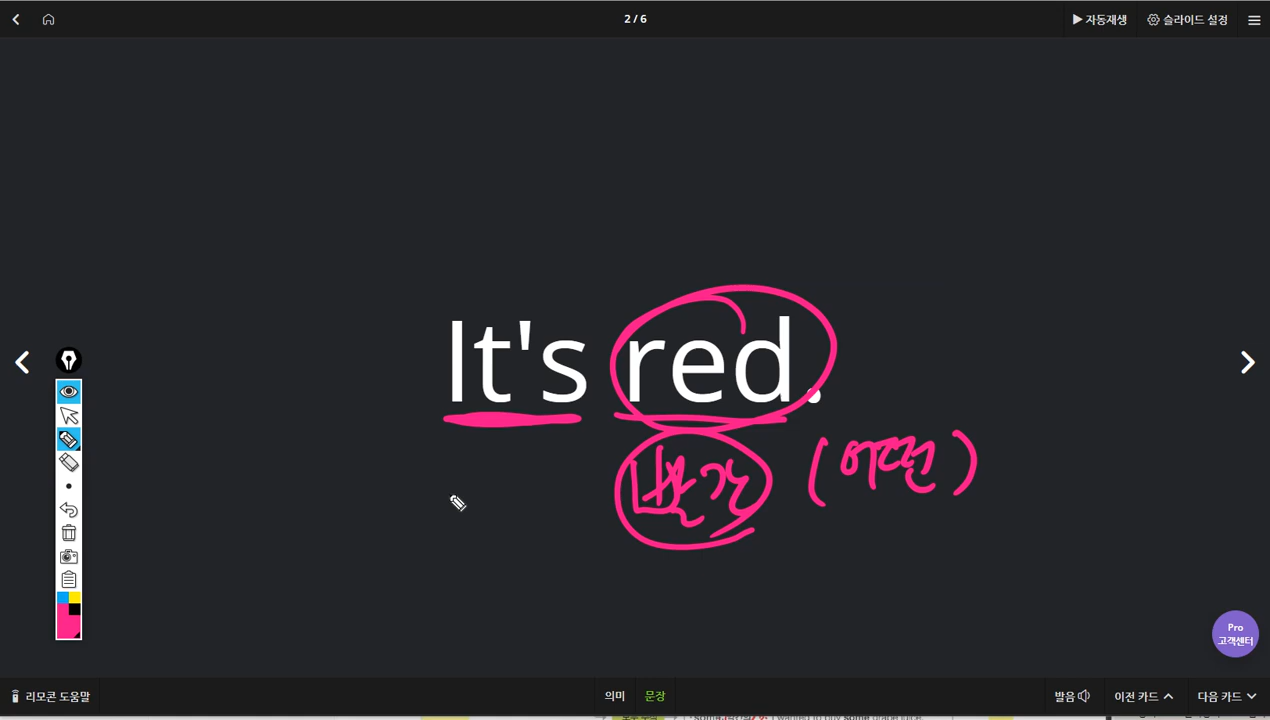 2 / 6
자동재생
슬라이드 설정
It's red.
빨간
Pro
고객센터
리모콘 도움말
의미
문장
발음
이전 카드
다음 카드